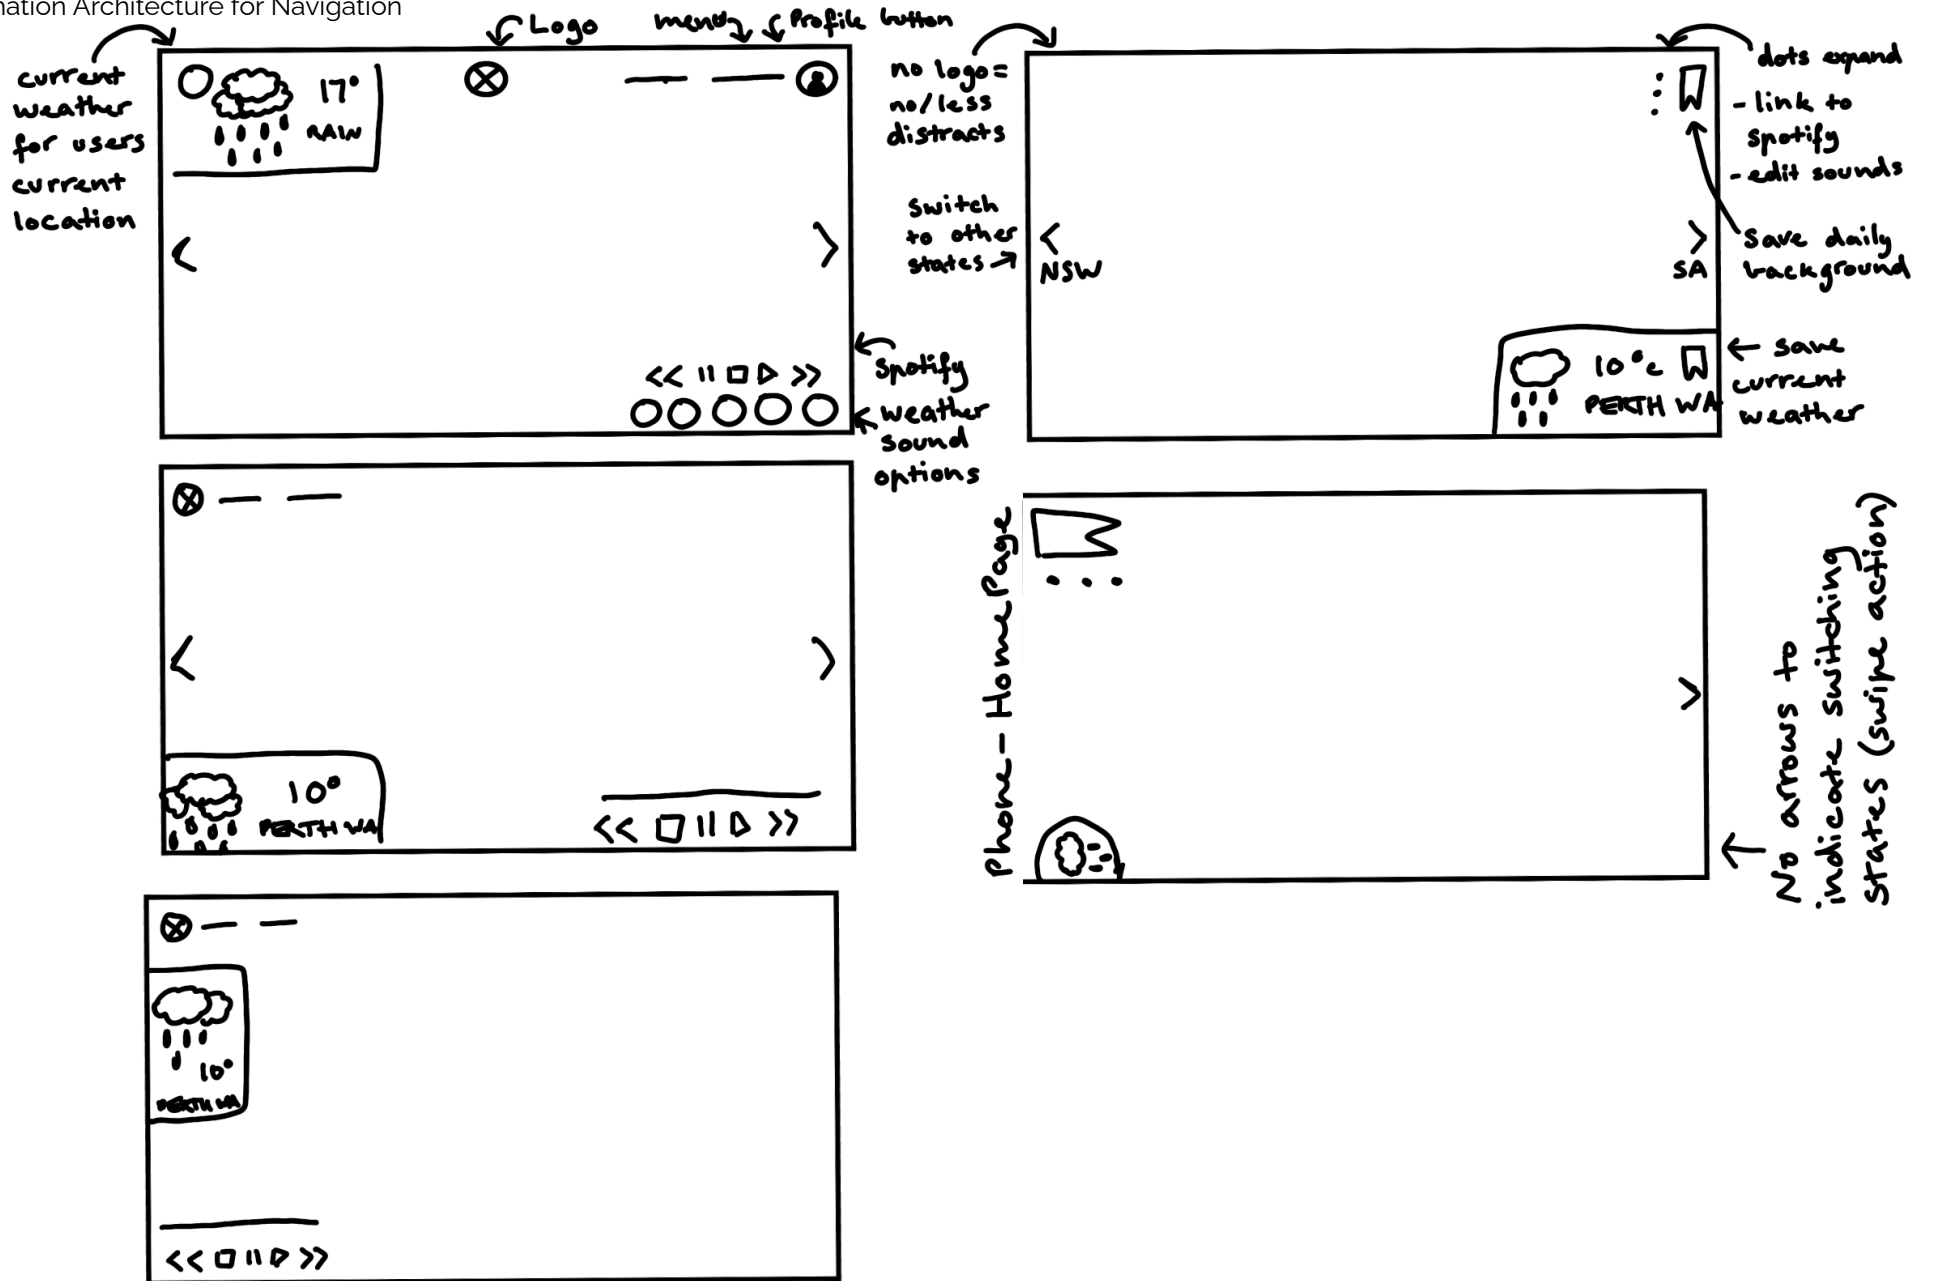 nation Architecture for Navigation
current
weather
for users
current
location
Logo
menu
Profile button
17°
RAIN
Spotify
weather
sound
options
no logo=
no/less
distracts
switch
to other
states
NSW
SA
dots expand
- link to
spotify
- edit sounds
save daily
background
10°c
PERTH WA
save
current
weather
10°
PERTH WA
Phone - Home Page
No arrows to
indicate switching
states (swipe action)
10°
PERTH WA